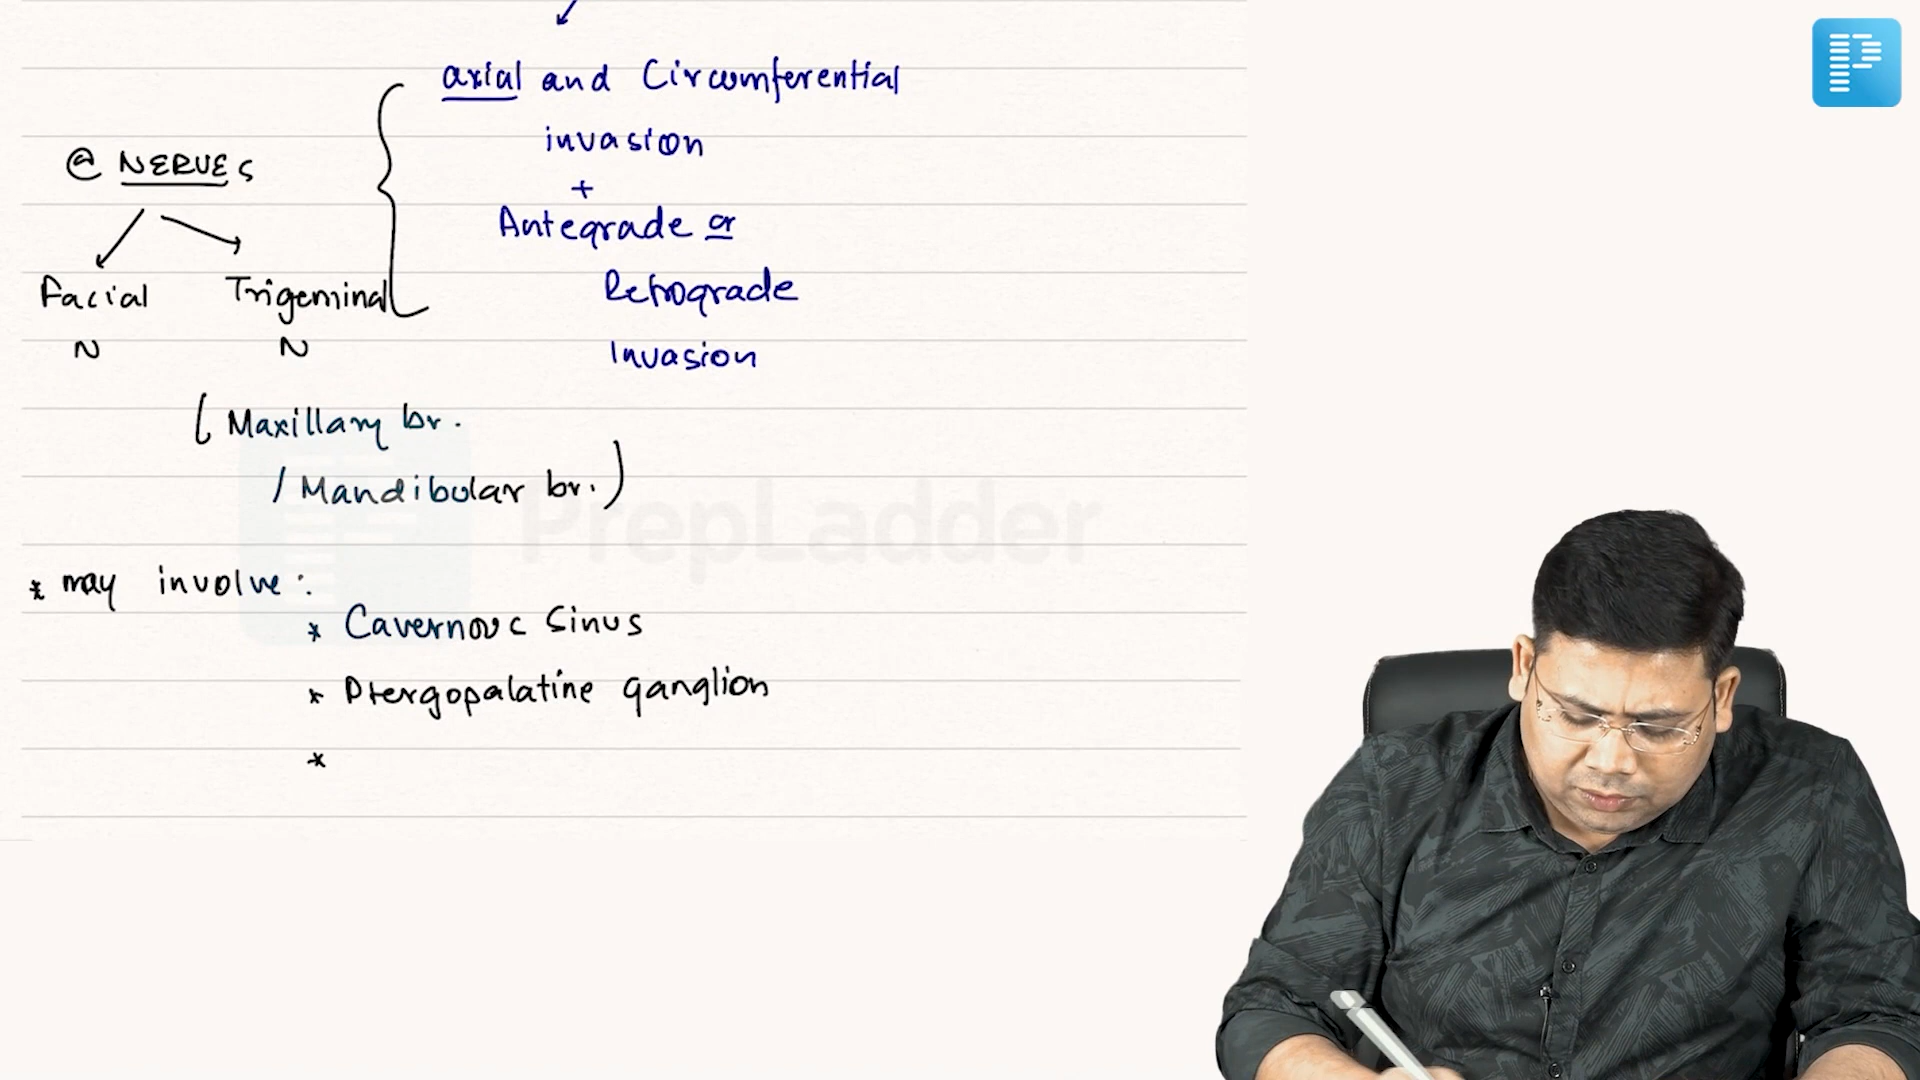 axial and Circumferential
invasion
+
@ NERVES
Antegrade or
Facial Trigeminal
Retrograde
N N
Invasion
( Maxillary br.
/ Mandibular br. )
PrepLadder
* may involve :
* Cavernous Sinus
* Ptergopalatine ganglion
*